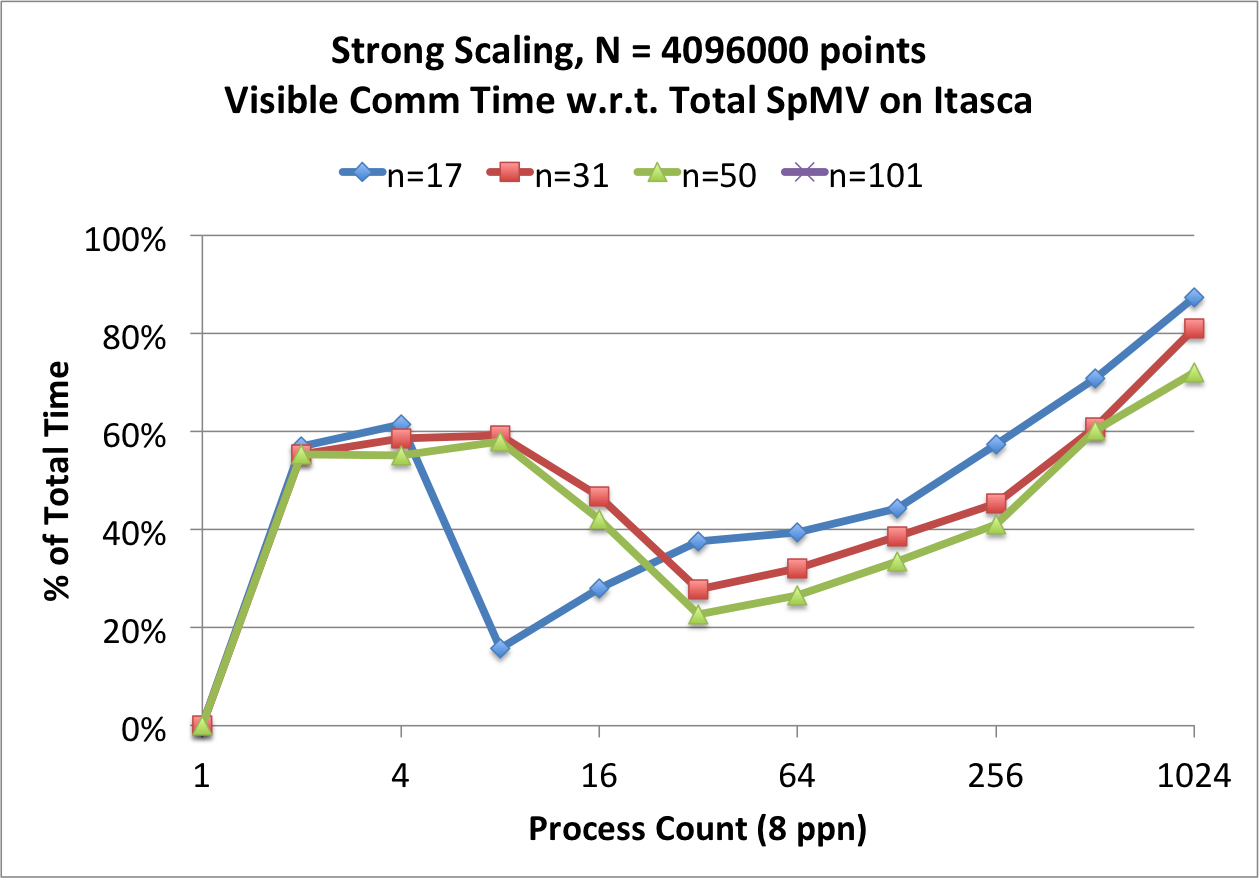 Strong Scaling, N = 4096000 points
Visible Comm Time w.r.t. Total SpMV on Itasca
n=17 n=31 n=50 n=101
100%
80%
60%
40%
20%
0%
% of Total Time
1 4 16 64 256 1024
Process Count (8 ppn)